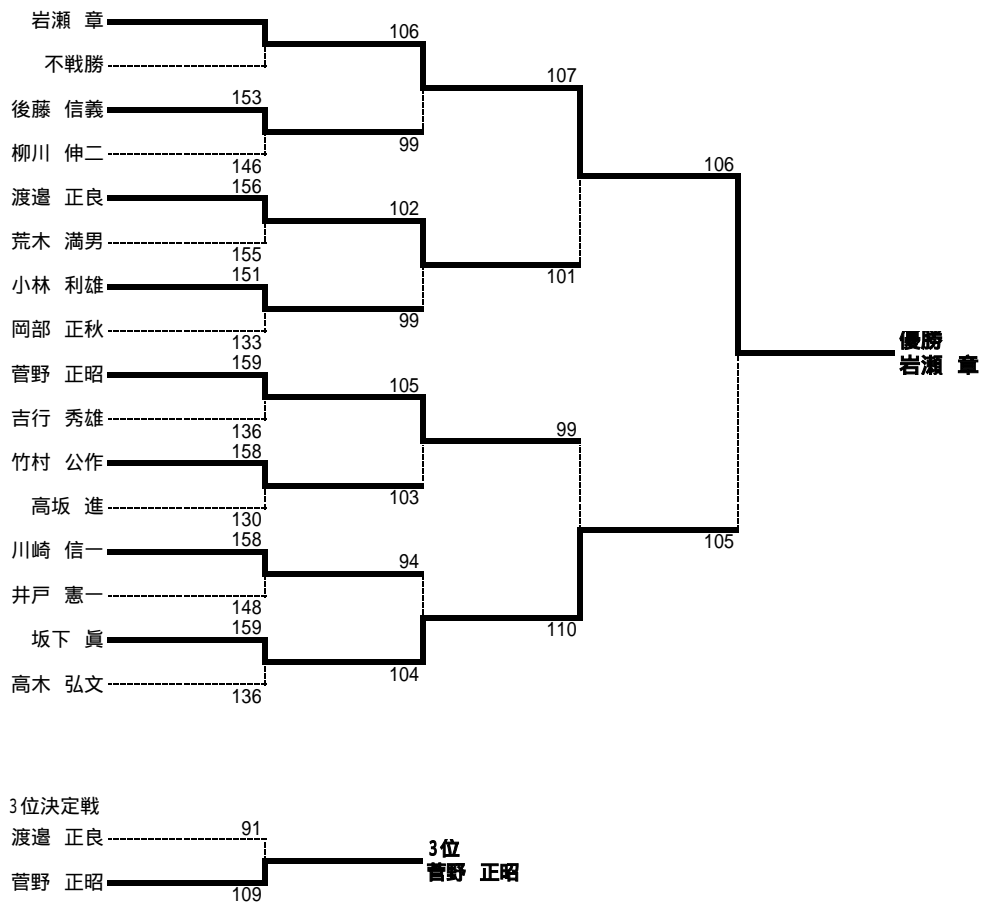 岩瀬 章
106
不戦勝
107
153
後藤 信義
99
柳川 伸二
146
106
156
渡邉 正良
102
荒木 満男
155
101
151
小林 利雄
99
岡部 正秋
133
優勝
岩瀬 章
159
菅野 正昭
105
吉行 秀雄
136
99
158
竹村 公作
103
高坂 進
130
105
158
川崎 信一
94
井戸 憲一
148
110
159
坂下 眞
104
高木 弘文
136
3位決定戦
渡邉 正良
91
3位
菅野 正昭
菅野 正昭
109